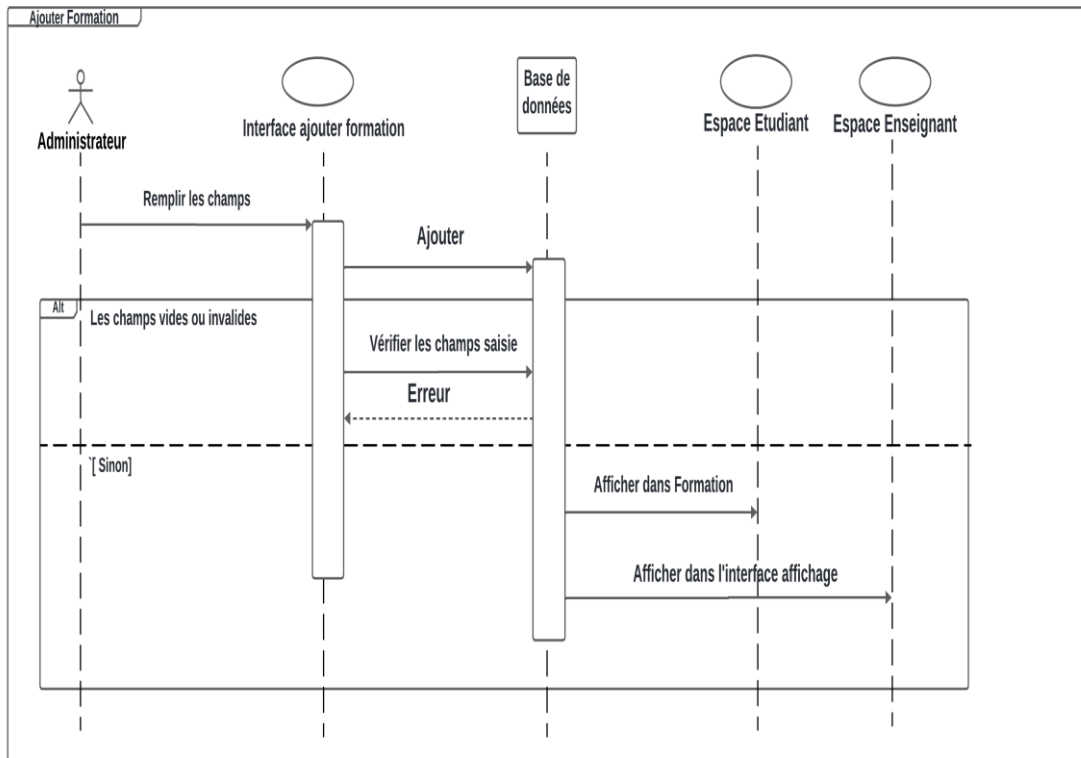 Ajouter Formation
Administrateur
Interface ajouter formation
Base de
données
Espace Etudiant
Espace Enseignant
Remplir les champs
Ajouter
Alt
Les champs vides ou invalides
Vérifier les champs saisie
Erreur
`[ Sinon]
Afficher dans Formation
Afficher dans l'interface affichage